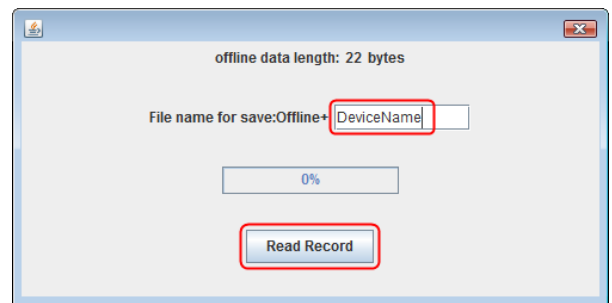 offline data length: 22 bytes
File name for save:Offline+ DeviceName
0%
Read Record